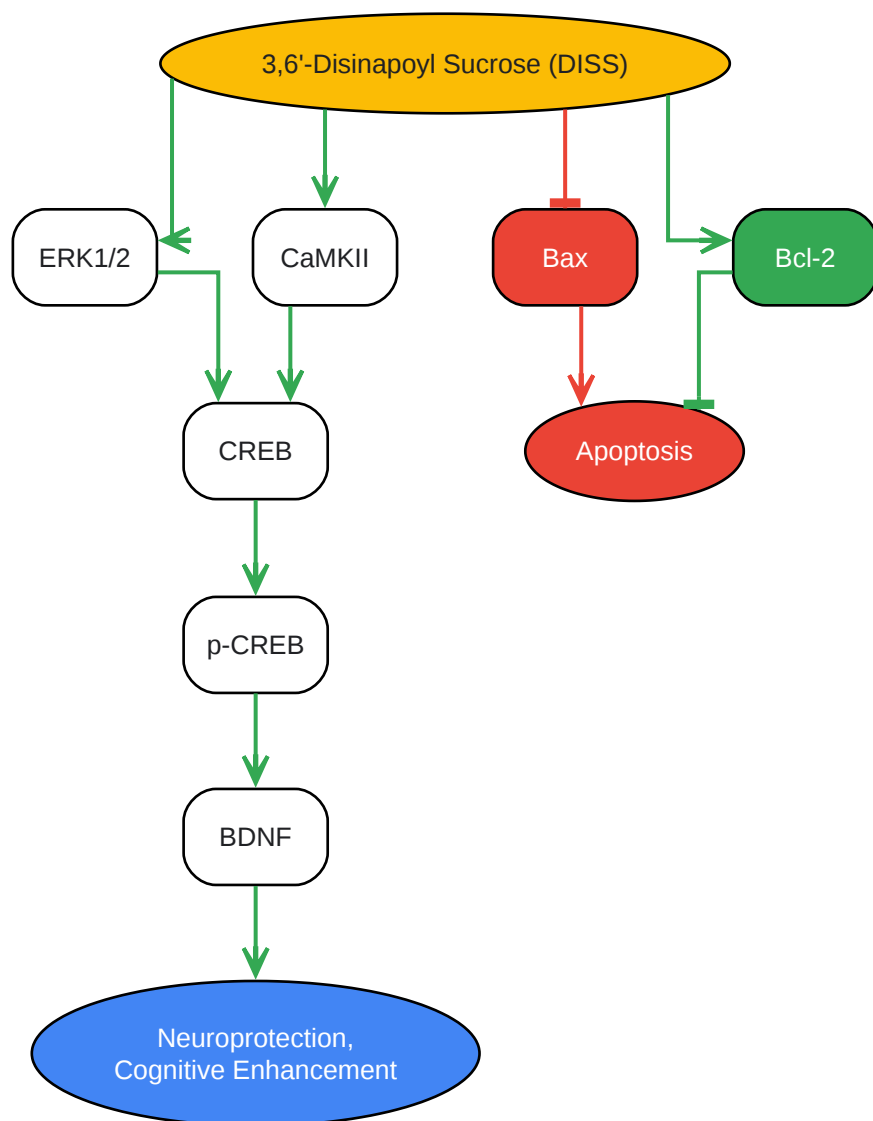 3,6'-Disinapoyl Sucrose (DISS)
ERK1/2
CaMKII
Bax
Bcl-2
CREB
Apoptosis
p-CREB
BDNF
Neuroprotection,
Cognitive Enhancement